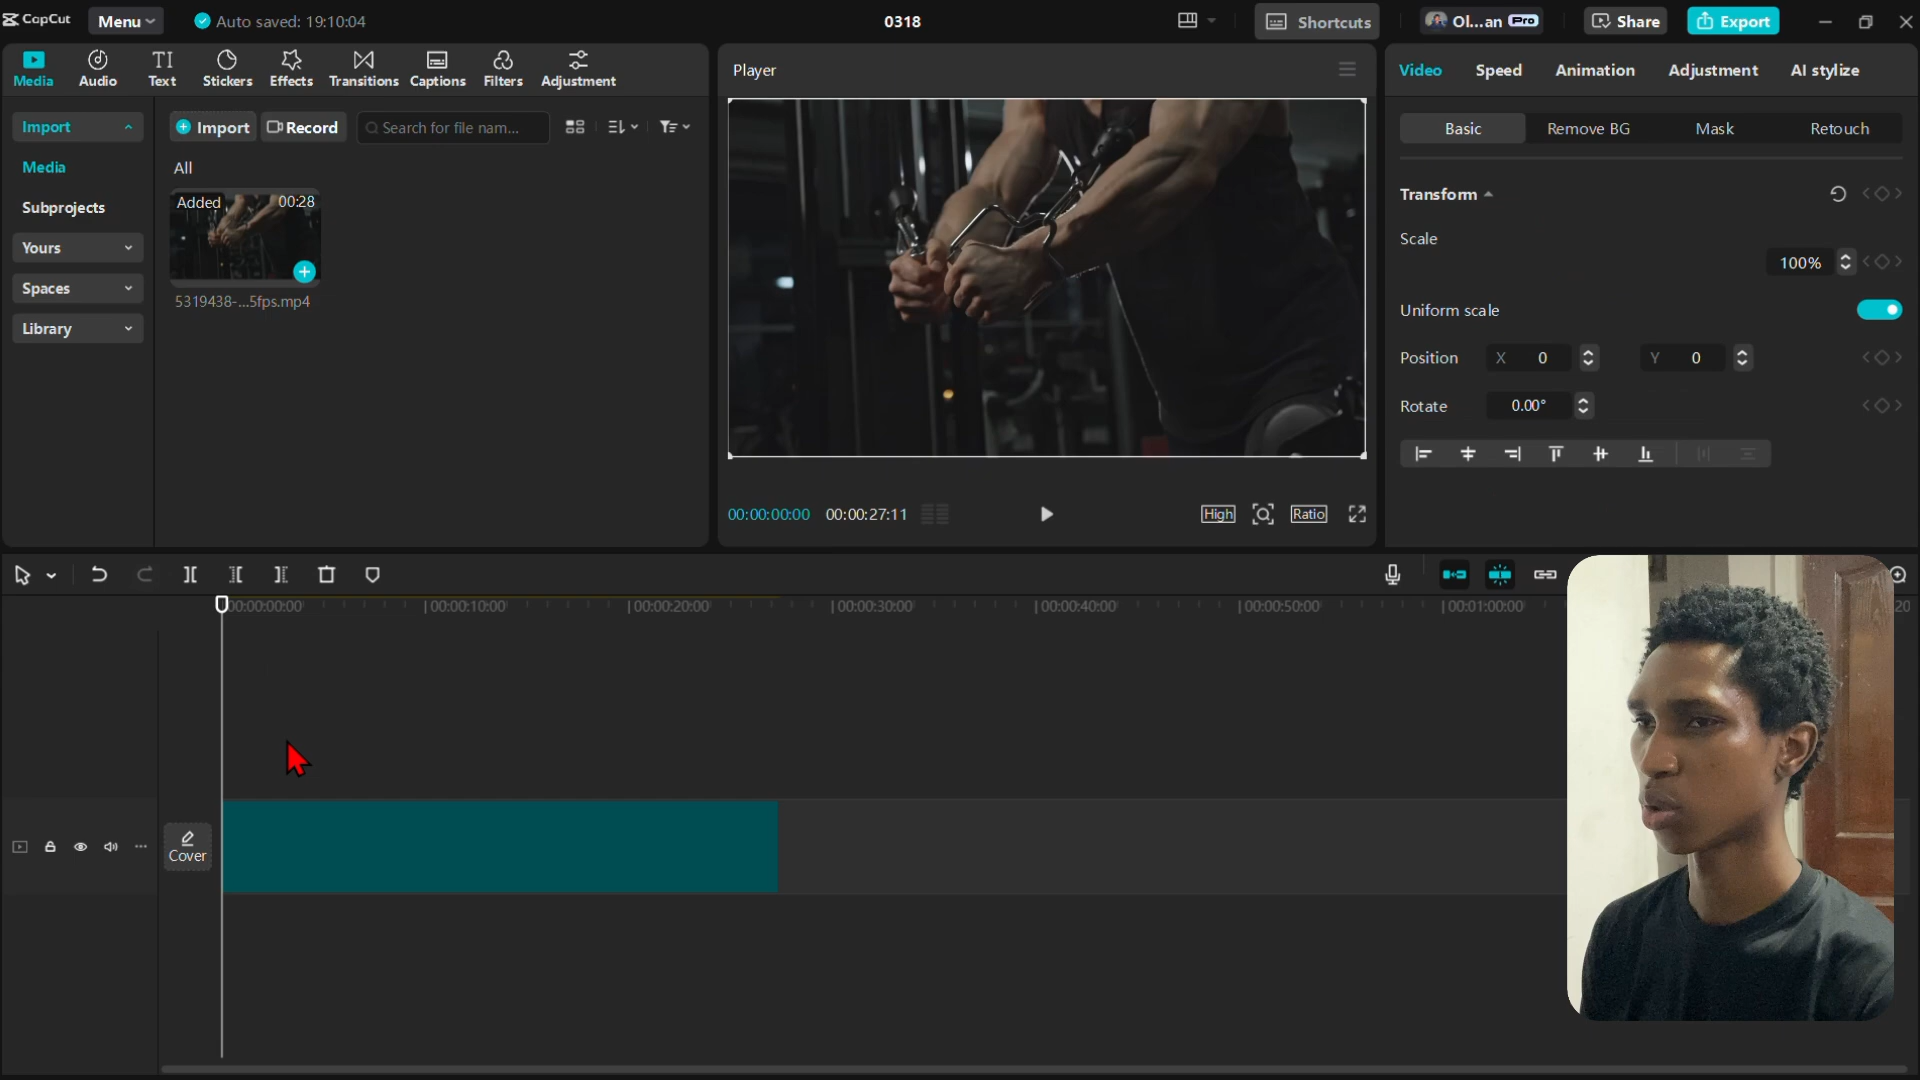 CapCut
Menu
Auto saved: 19:10:04
0318
Shortcuts
Ol...an Pro
Share
Export
Media
Audio
Text
Stickers
Effects
Transitions
Captions
Filters
Adjustment
Import
Media
Subprojects
Yours
Spaces
Library
Import
Record
Search for file nam...
All
Added 00:28
5319438-...5fps.mp4
Player
00:00:00:00 00:00:27:11
High
Ratio
Video
Speed
Animation
Adjustment
AI stylize
Basic
Remove BG
Mask
Retouch
Transform
Scale
100%
Uniform scale
Position X 0 Y 0
Rotate 0.00°
00:00:00:00 00:00:10:00 00:00:20:00 00:00:30:00 00:00:40:00 00:00:50:00 00:01:00:00 20
Cover